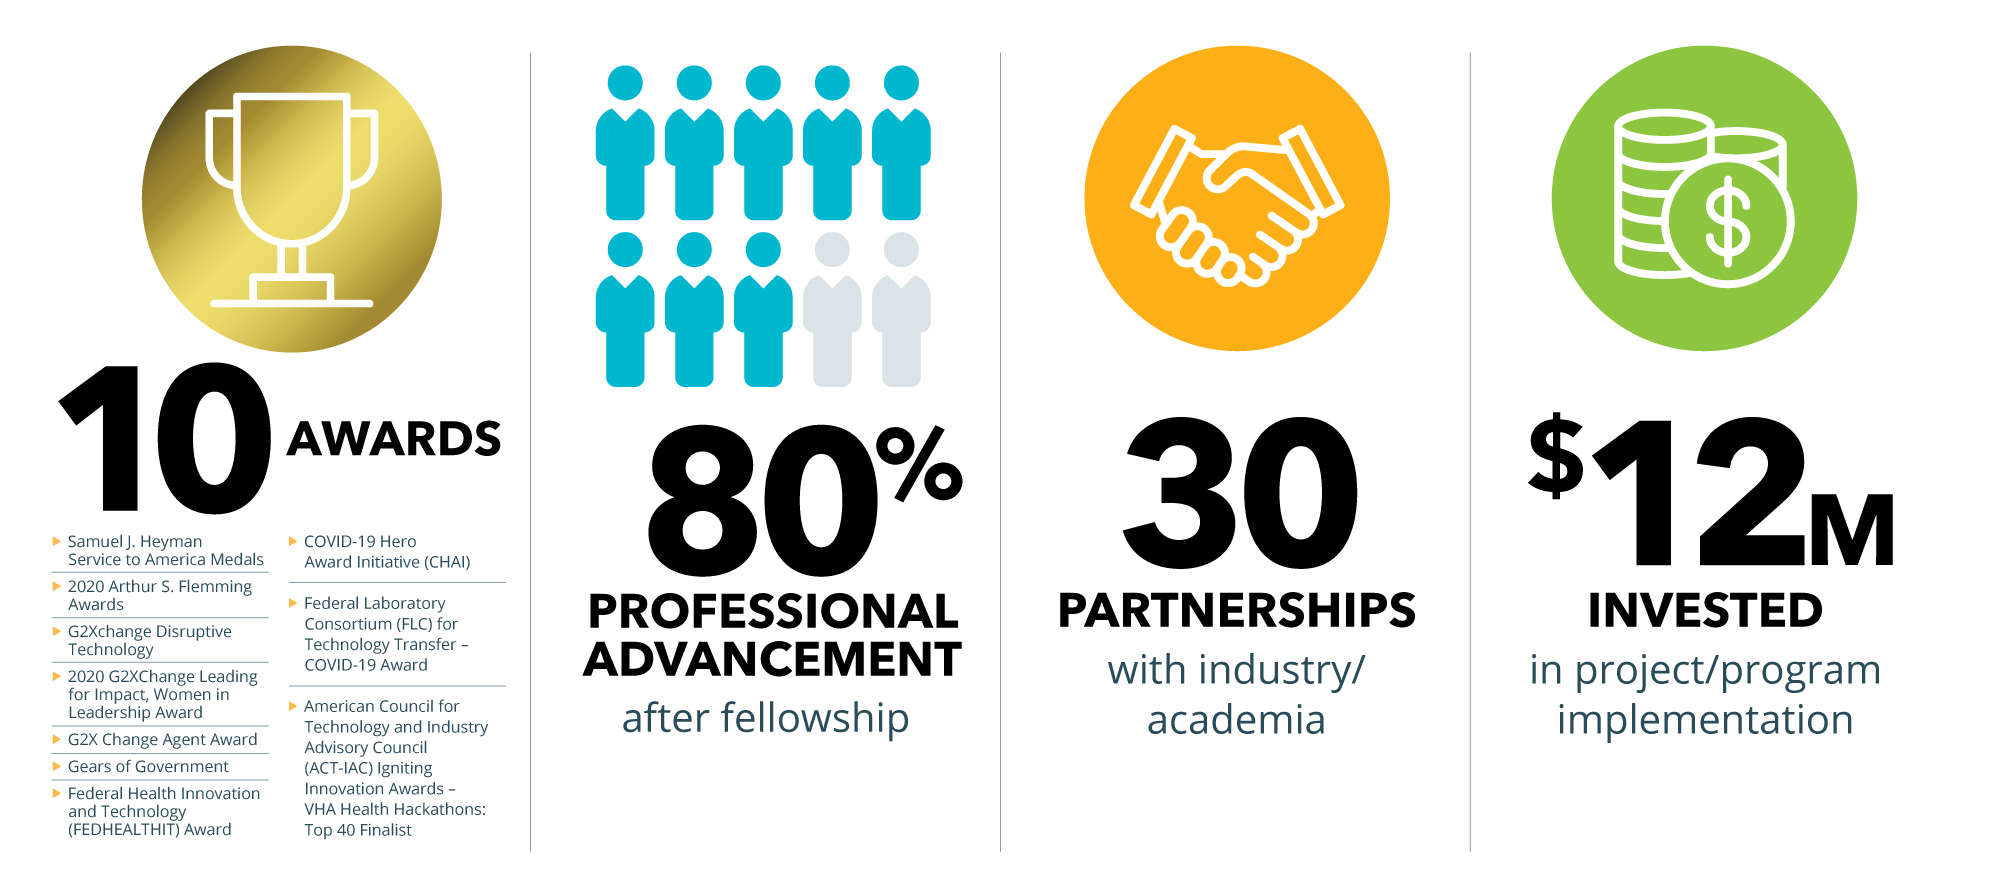 10 AWARDS
Samuel J. Heyman
Service to America Medals
2020 Arthur S. Flemming
Awards
G2Xchange Disruptive
Technology
2020 G2XChange Leading
for Impact, Women in
Leadership Award
G2X Change Agent Award
Gears of Government
Federal Health Innovation
and Technology
(FEDHEALTHIT) Award
COVID-19 Hero
Award Initiative (CHAI)
Federal Laboratory
Consortium (FLC) for
Technology Transfer –
COVID-19 Award
American Council for
Technology and Industry
Advisory Council
(ACT-IAC) Igniting
Innovation Awards –
VHA Health Hackathons:
Top 40 Finalist
80%
PROFESSIONAL
ADVANCEMENT
after fellowship
30
PARTNERSHIPS
with industry/
academia
$
$12M
INVESTED
in project/program
implementation